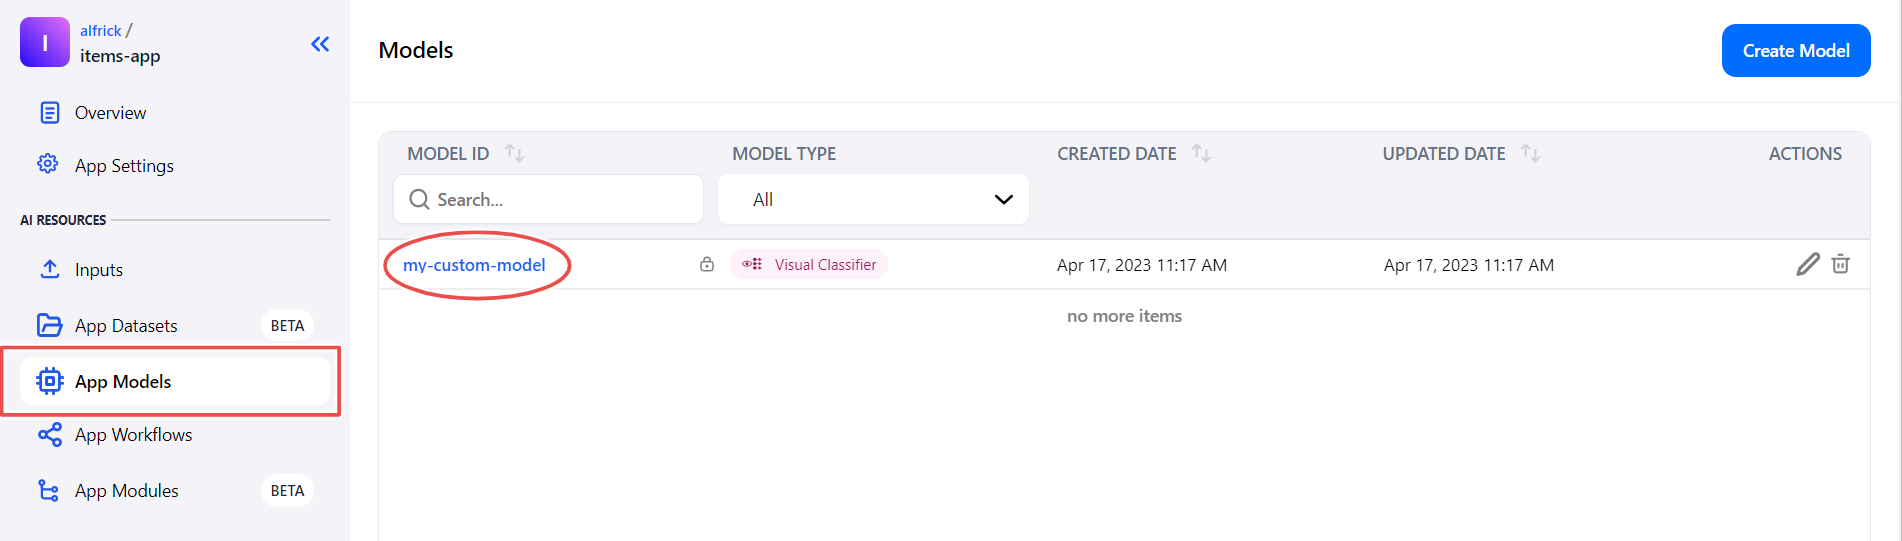 I
alfrick /
items-app
Overview
App Settings
AI RESOURCES
Inputs
App Datasets BETA
App Models
App Workflows
App Modules BETA
Models
Create Model
MODEL ID MODEL TYPE CREATED DATE UPDATED DATE ACTIONS
Search... All
my-custom-model Visual Classifier Apr 17, 2023 11:17 AM Apr 17, 2023 11:17 AM
no more items